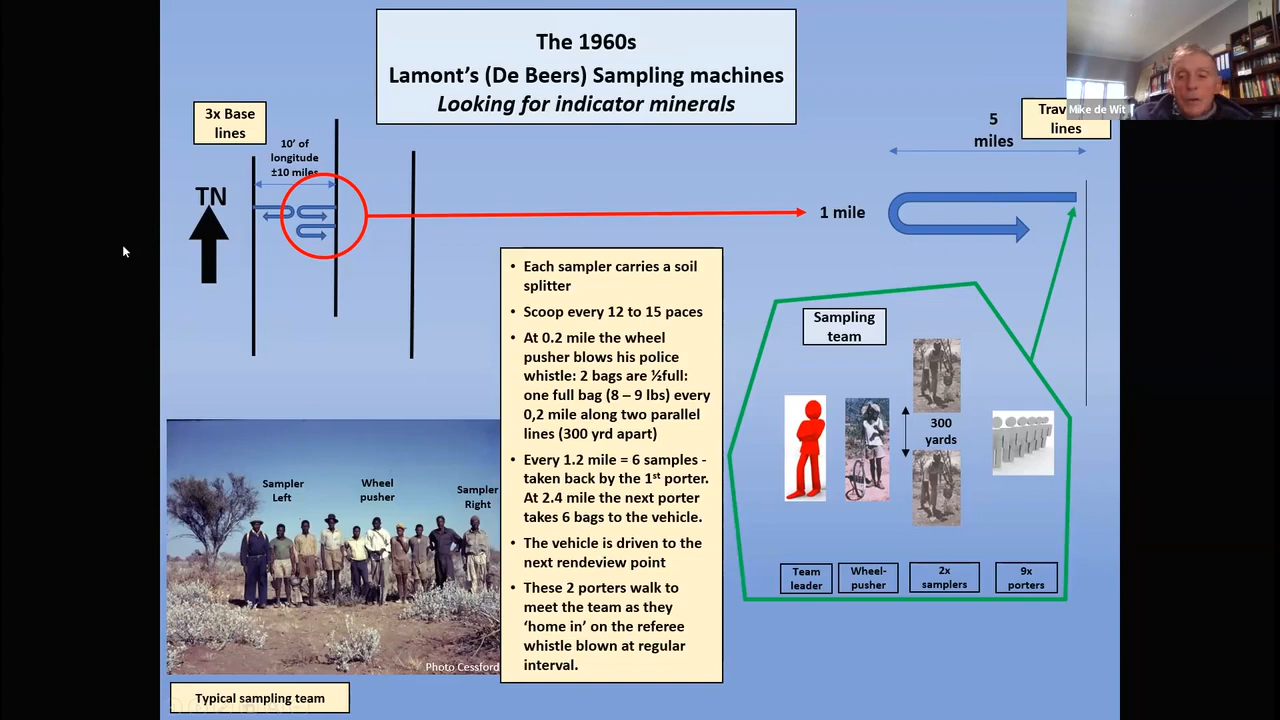 The 1960s
Lamont's (De Beers) Sampling machines
Looking for indicator minerals
3x Base
lines
10' of
longitude
±10 miles
TN
5
miles
lines
Mike de Wit
1 mile
• Each sampler carries a soil
splitter
• Scoop every 12 to 15 paces
• At 0.2 mile the wheel
pusher blows his police
whistle: 2 bags are ½full:
one full bag (8 – 9 lbs) every
0,2 mile along two parallel
lines (300 yrd apart)
• Every 1.2 mile = 6 samples -
taken back by the 1st porter.
At 2.4 mile the next porter
takes 6 bags to the vehicle.
• The vehicle is driven to the
next rendeview point
• These 2 porters walk to
meet the team as they
'home in' on the referee
whistle blown at regular
interval.
Sampling
team
300
yards
Team
leader
Wheel-
pusher
2x
samplers
9x
porters
Sampler
Left
Wheel
pusher
Sampler
Right
Photo Cessford
Typical sampling team